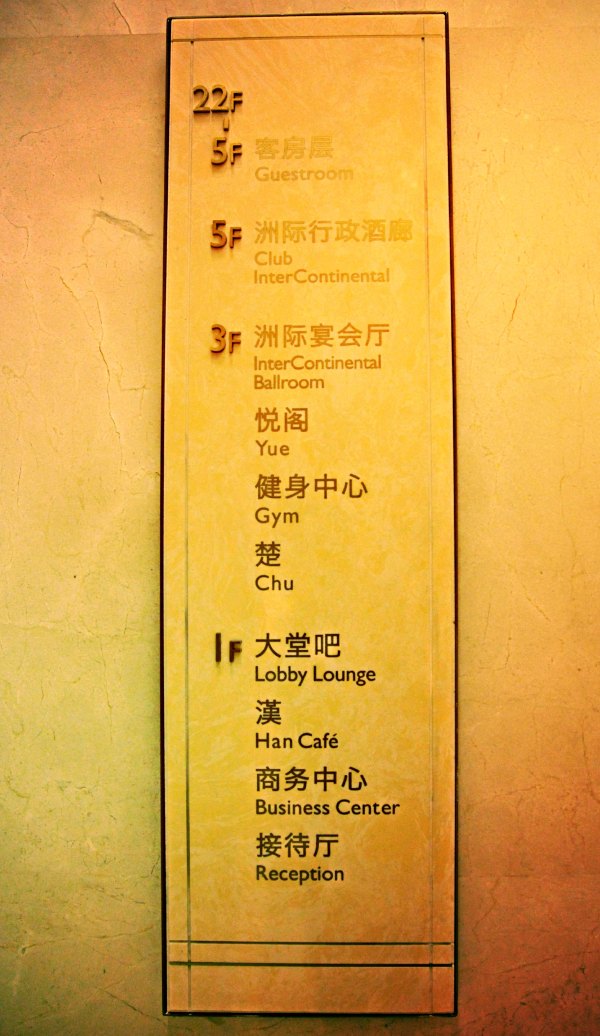 22F
|
5F 客房层
Guestroom
5F 洲际行政酒廊
Club
InterContinental
3F 洲际宴会厅
InterContinental
Ballroom
悦阁
Yue
健身中心
Gym
楚
Chu
1F 大堂吧
Lobby Lounge
漢
Han Café
商务中心
Business Center
接待厅
Reception